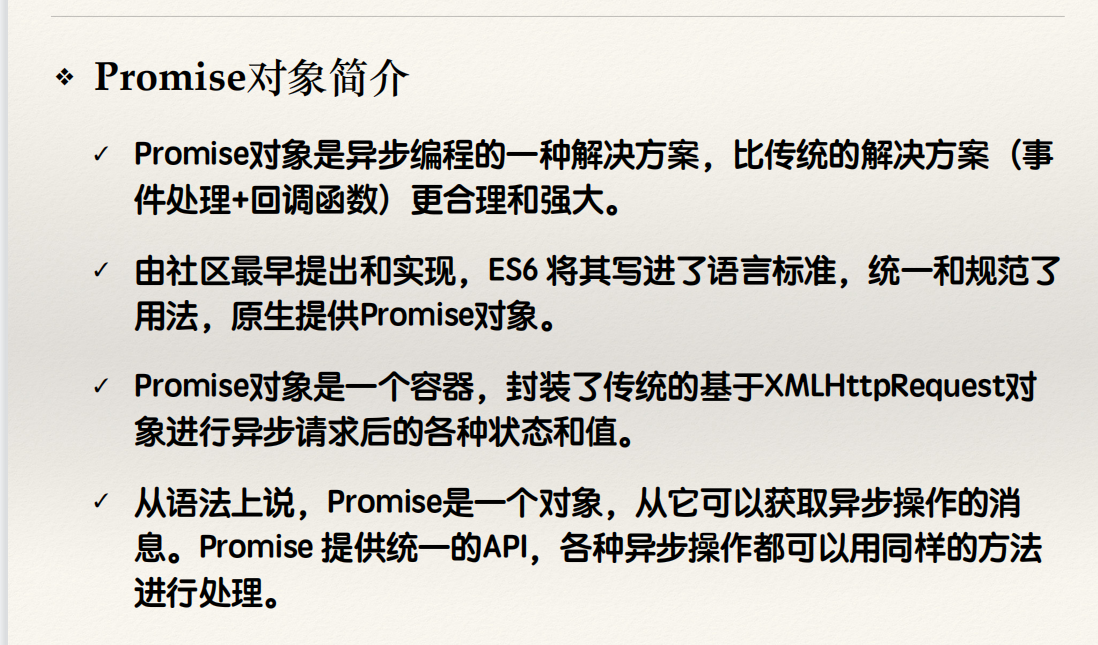 ❖ Promise对象简介
✓ Promise对象是异步编程的一种解决方案，比传统的解决方案（事
件处理+回调函数）更合理和强大。
✓ 由社区最早提出和实现，ES6 将其写进了语言标准，统一和规范了
用法，原生提供Promise对象。
✓ Promise对象是一个容器，封装了传统的基于XMLHttpRequest对
象进行异步请求后的各种状态和值。
✓ 从语法上说，Promise是一个对象，从它可以获取异步操作的消
息。Promise 提供统一的API，各种异步操作都可以用同样的方法
进行处理。